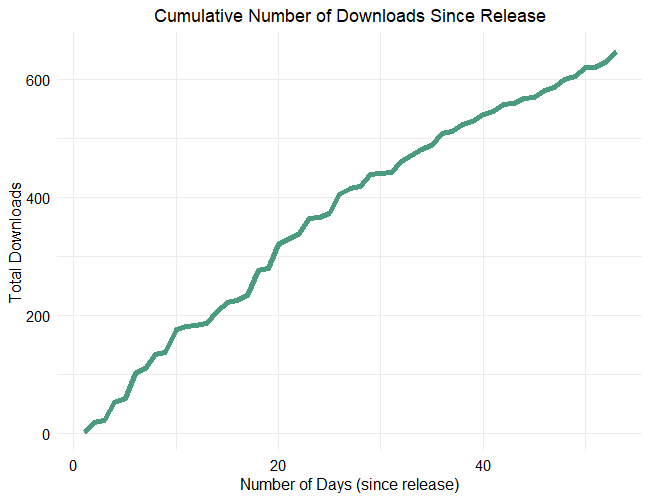 Cumulative Number of Downloads Since Release
Total Downloads
600
400
200
0
0 20 40
Number of Days (since release)